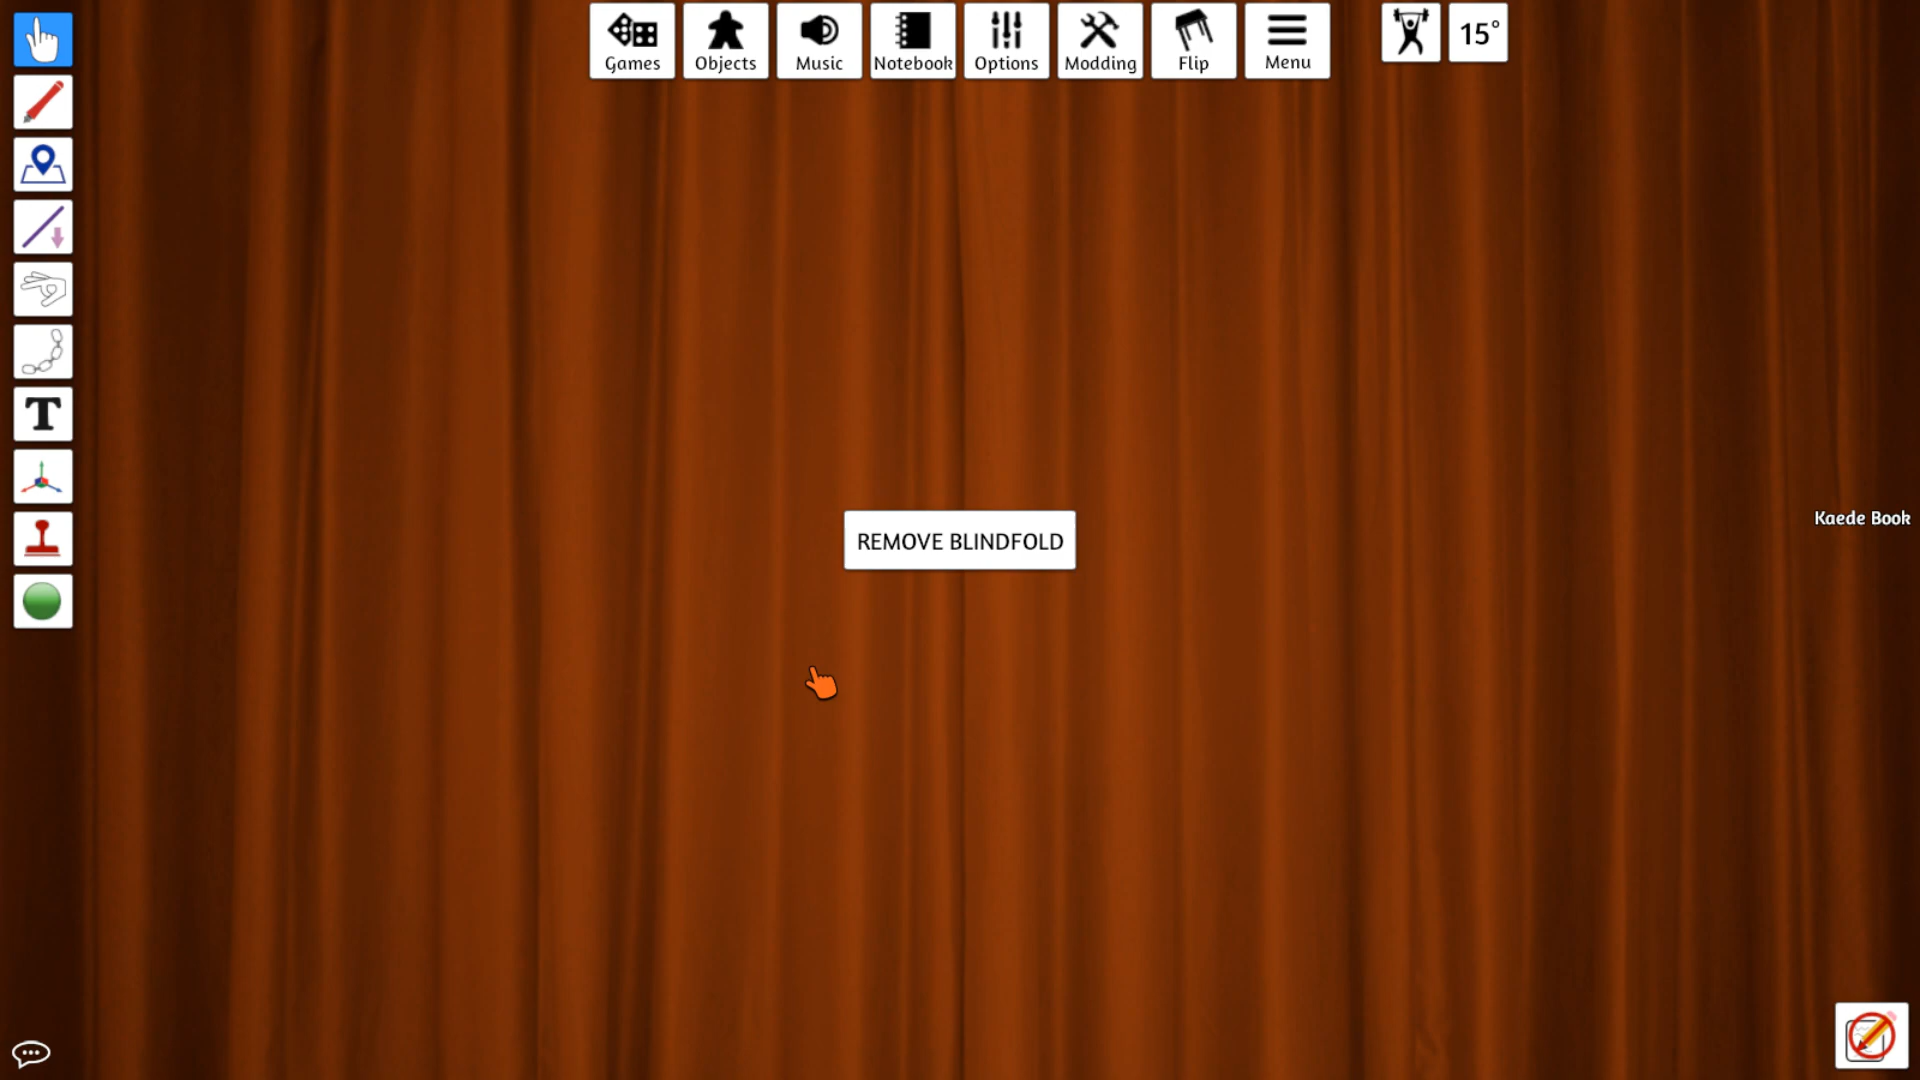 Games
Objects
Music
Notebook
Options
Modding
Flip
Menu
15°
T
Kaede Book
REMOVE BLINDFOLD